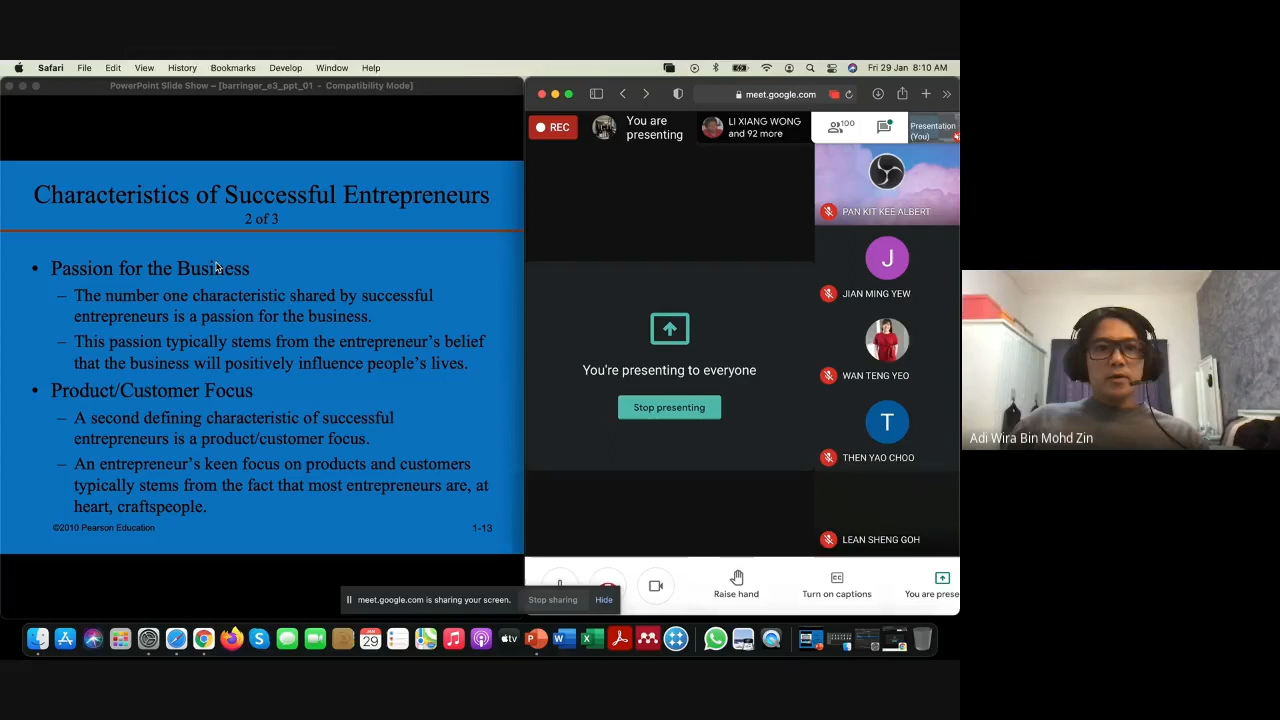 Safari File Edit View History Bookmarks Develop Window Help
Fri 29 Jan 8:10 AM
PowerPoint Slide Show – [barringer_e3_ppt_01 - Compatibility Mode]
Characteristics of Successful Entrepreneurs
2 of 3
• Passion for the Business
– The number one characteristic shared by successful
entrepreneurs is a passion for the business.
– This passion typically stems from the entrepreneur's belief
that the business will positively influence people's lives.
• Product/Customer Focus
– A second defining characteristic of successful
entrepreneurs is a product/customer focus.
– An entrepreneur's keen focus on products and customers
typically stems from the fact that most entrepreneurs are, at
heart, craftspeople.
©2010 Pearson Education
1-13
meet.google.com
REC
You are
presenting
LI XIANG WONG
and 92 more
100
Presentation
(You)
PAN KIT KEE ALBERT
J
JIAN MING YEW
WAN TENG YEO
T
THEN YAO CHOO
LEAN SHENG GOH
You're presenting to everyone
Stop presenting
Raise hand
Turn on captions
You are prese
meet.google.com is sharing your screen.
Stop sharing
Hide
JAN
29
tv
Adi Wira Bin Mohd Zin